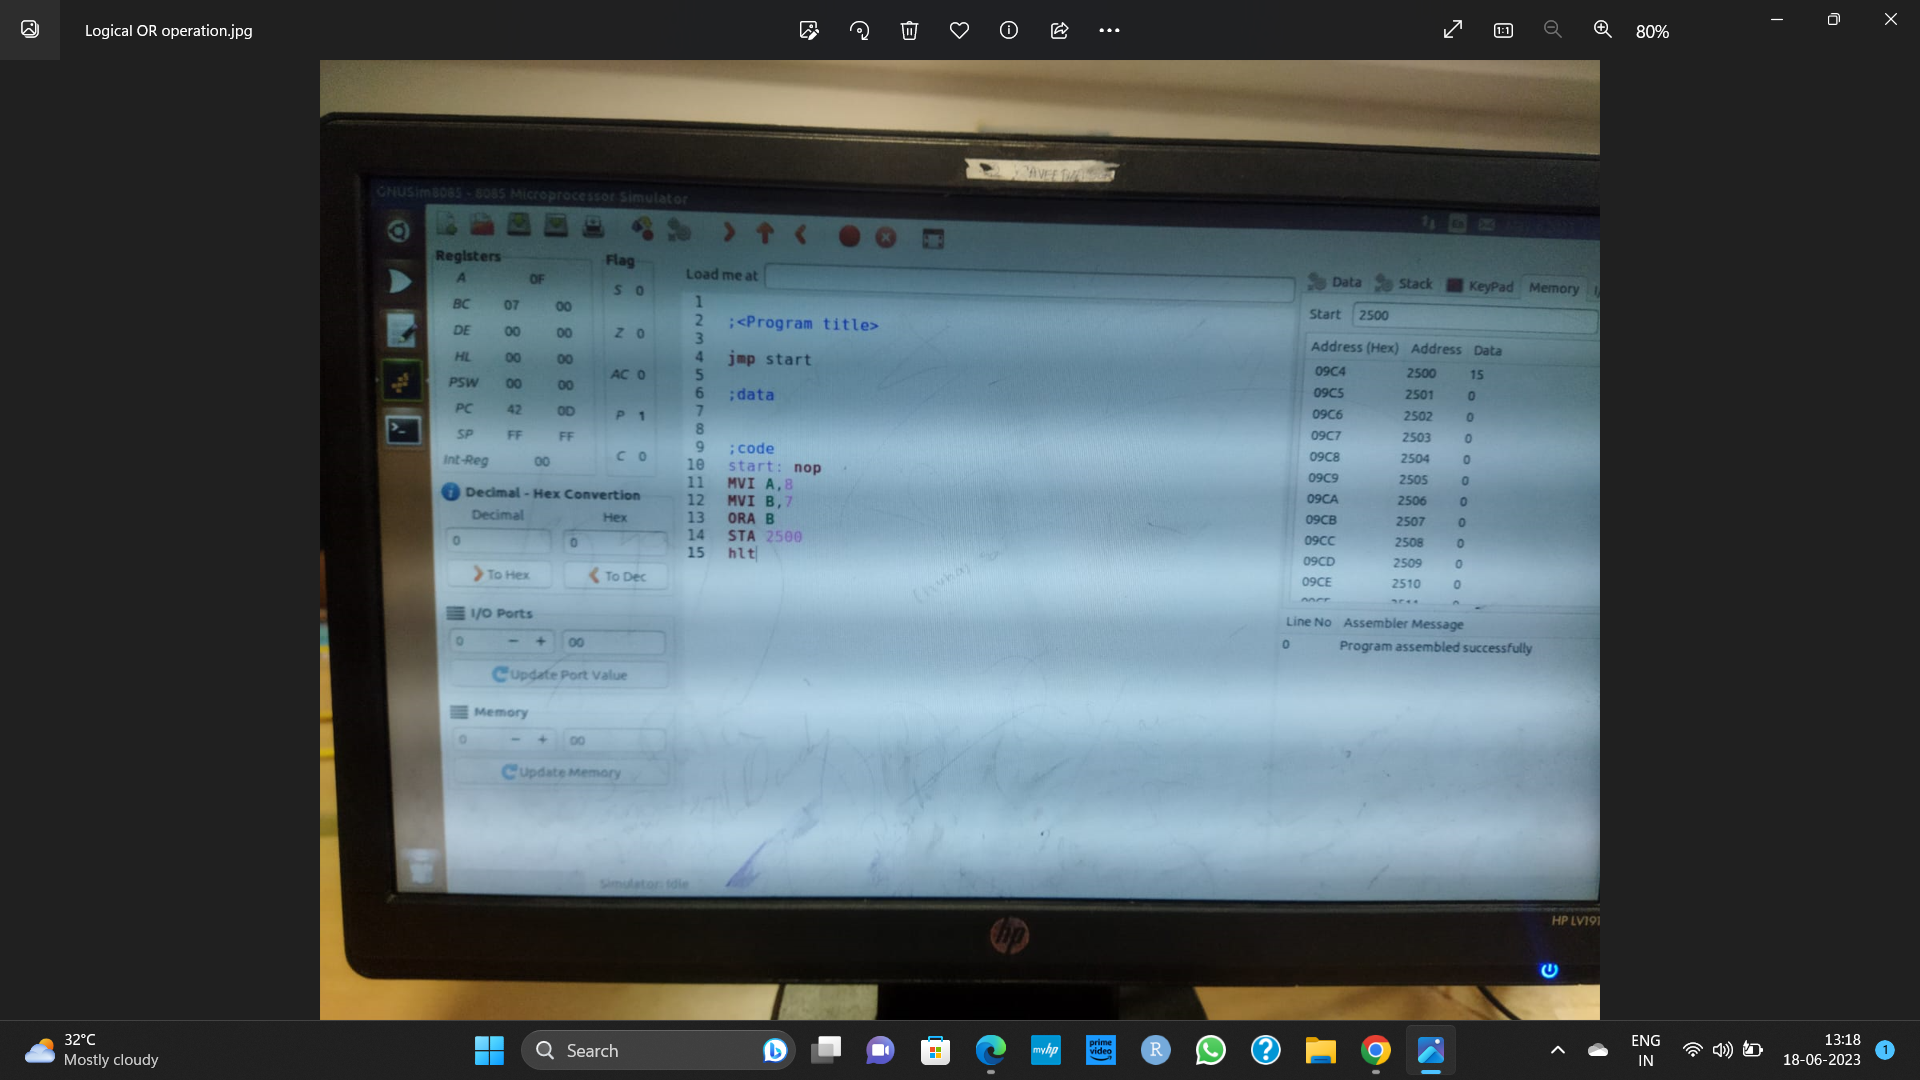 Logical OR operation.jpg
80%
GNUSim8085 - 8085 Microprocessor Simulator
Registers
A 0F
BC 07 00
DE 00 00
HL 00 00
PSW 00 00
PC 42 0D
SP FF FF
Int-Reg 00
Flag
S 0
Z 0
AC 0
P 1
C 0
Decimal - Hex Convertion
Decimal Hex
0 0
To Hex To Dec
I/O Ports
0 - + 00
Update Port Value
Memory
0 - + 00
Update Memory
Load me at
1
2 ;<Program title>
3
4 jmp start
5
6 ;data
7
8
9 ;code
10 start: nop
11 MVI A,8
12 MVI B,7
13 ORA B
14 STA 2500
15 hlt
Data Stack KeyPad Memory
Start 2500
Address (Hex) Address Data
09C4 2500 15
09C5 2501 0
09C6 2502 0
09C7 2503 0
09C8 2504 0
09C9 2505 0
09CA 2506 0
09CB 2507 0
09CC 2508 0
09CD 2509 0
09CE 2510 0
Line No Assembler Message
0 Program assembled successfully
Simulator: Idle
hp
HP
32°C
Mostly cloudy
Search
myhp
prime video
R
ENG
IN
13:18
18-06-2023
1